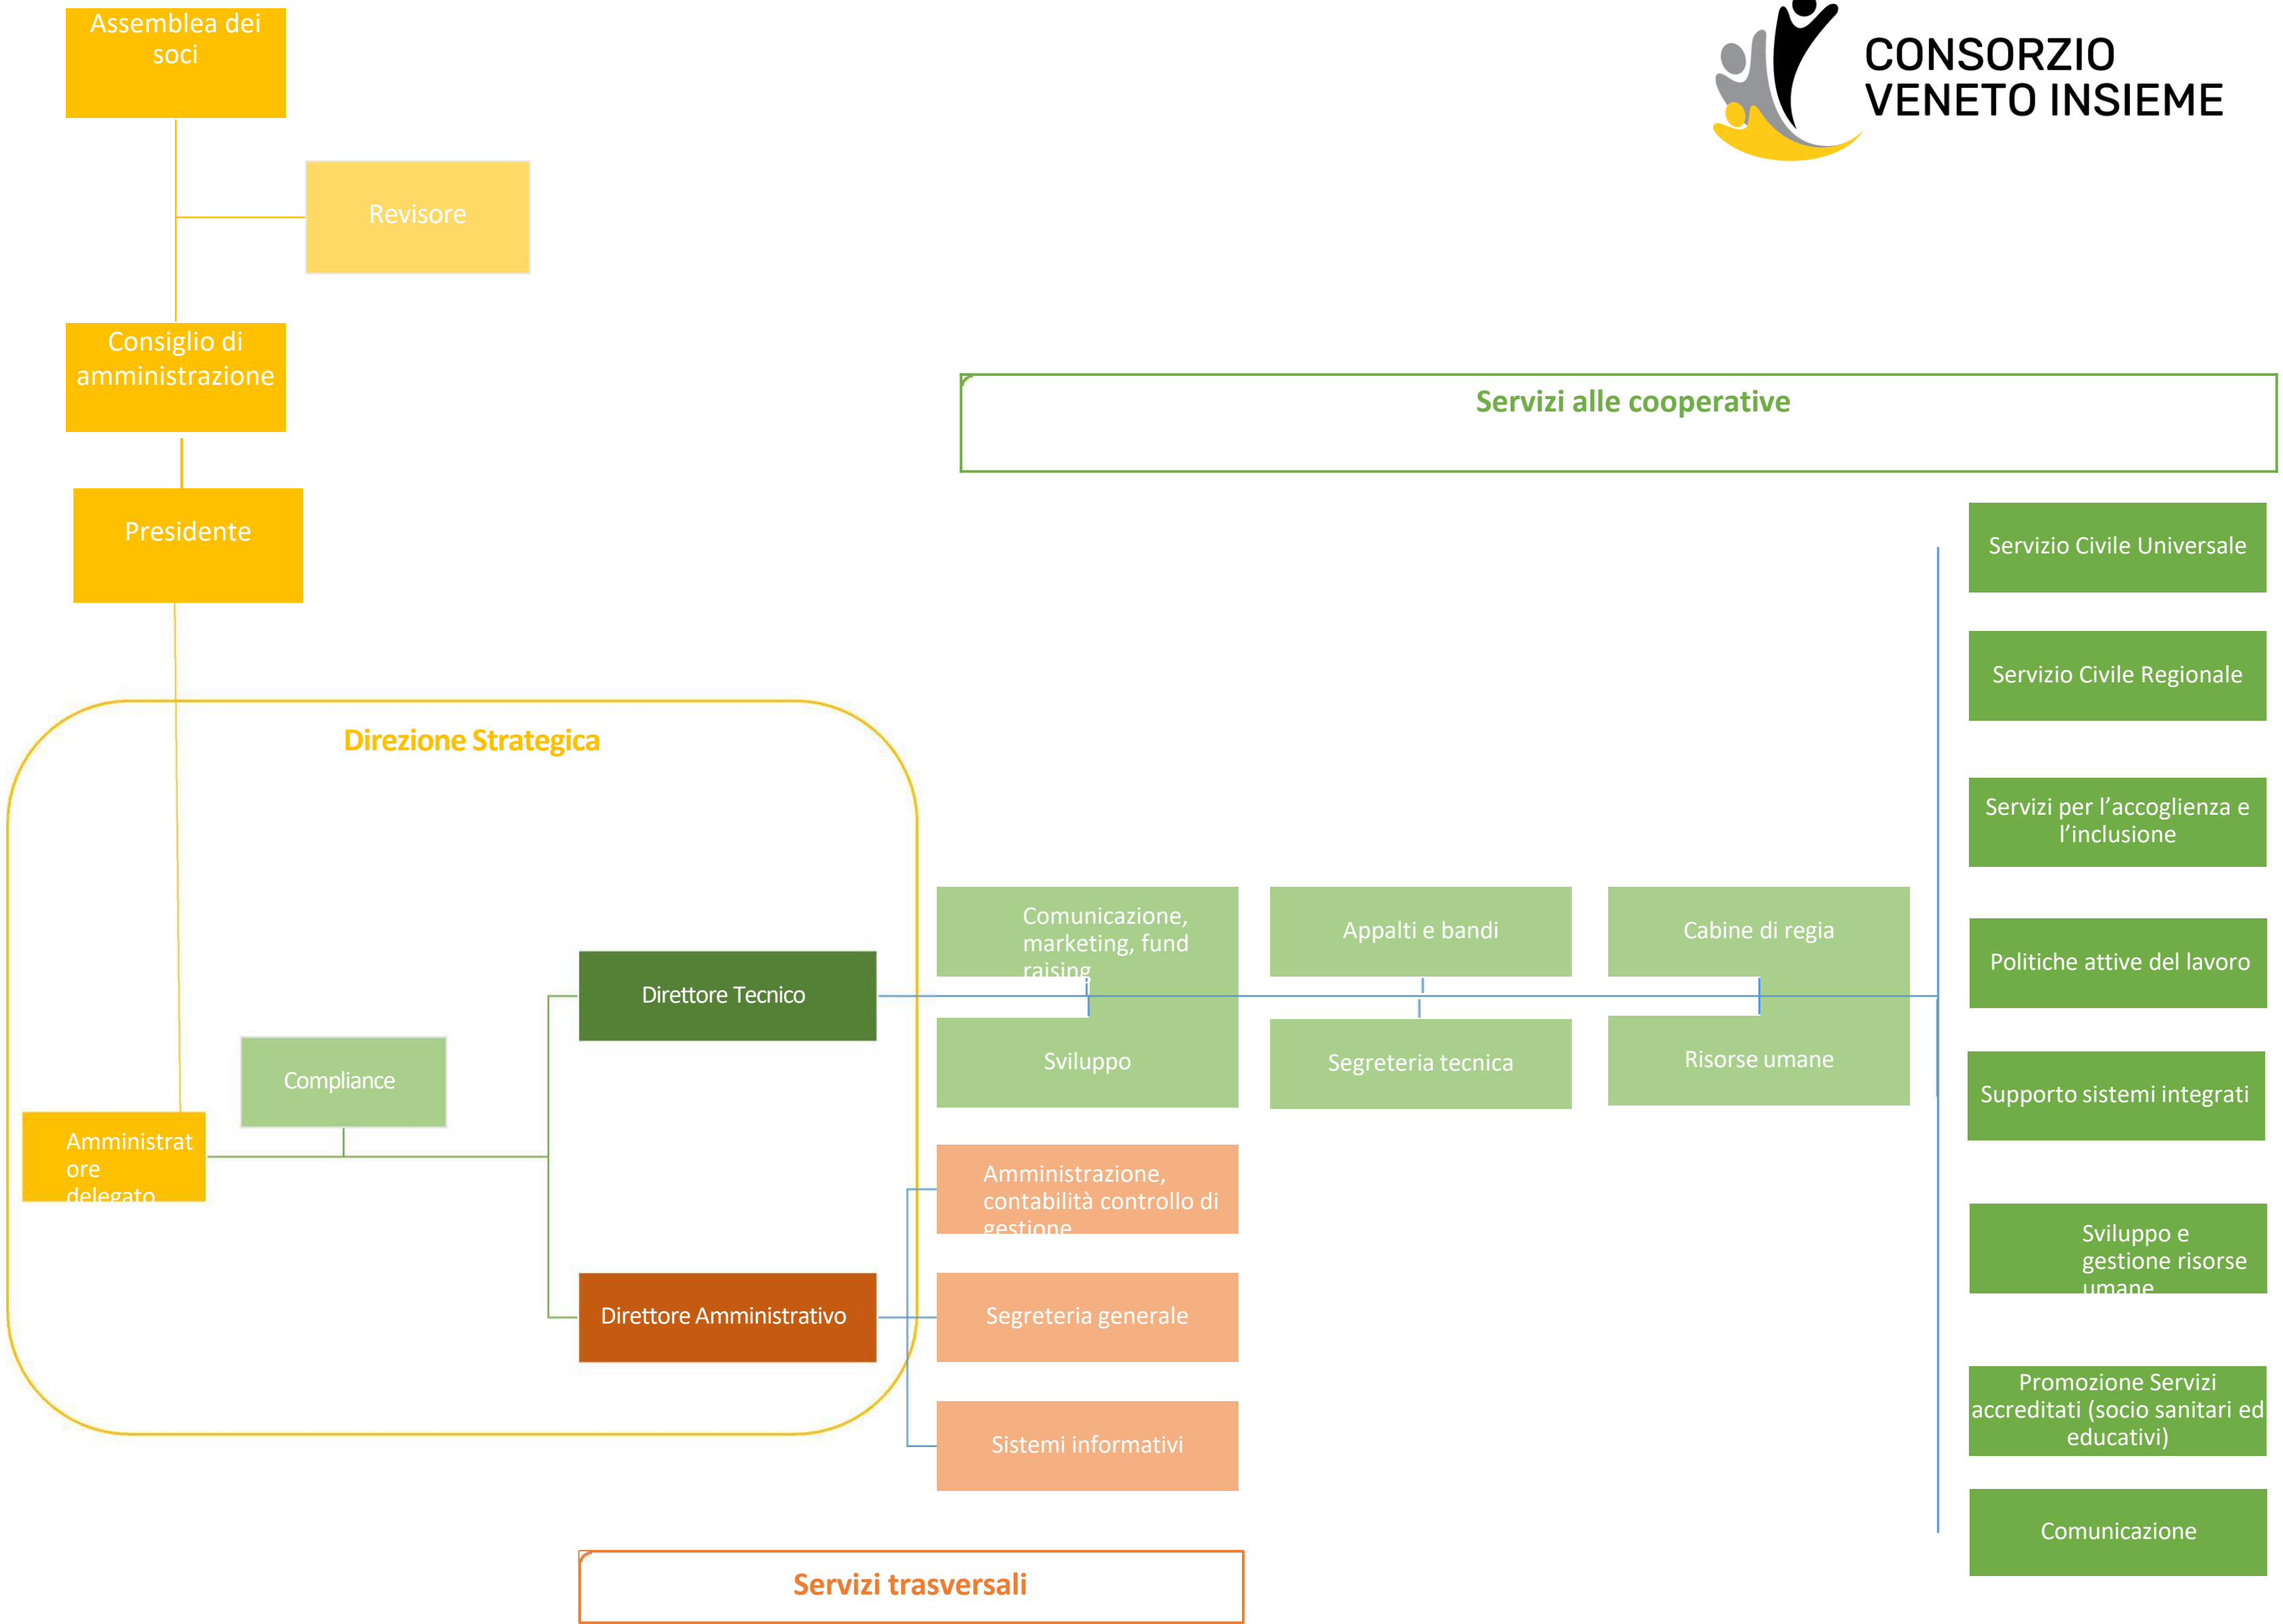 Assemblea dei
soci
CONSORZIO
VENETO INSIEME
Revisore
Consiglio di
amministrazione
Servizi alle cooperative
Presidente
Servizio Civile Universale
Servizio Civile Regionale
Direzione Strategica
Servizi per l’accoglienza e
l’inclusione
Comunicazione,
marketing, fund
raising
Appalti e bandi
Cabine di regia
Politiche attive del lavoro
Direttore Tecnico
Sviluppo
Segreteria tecnica
Risorse umane
Compliance
Supporto sistemi integrati
Amministrat
ore
delegato
Amministrazione,
contabilità controllo di
gestione
Sviluppo e
gestione risorse
umane
Direttore Amministrativo
Segreteria generale
Promozione Servizi
accreditati (socio sanitari ed
educativi)
Sistemi informativi
Comunicazione
Servizi trasversali